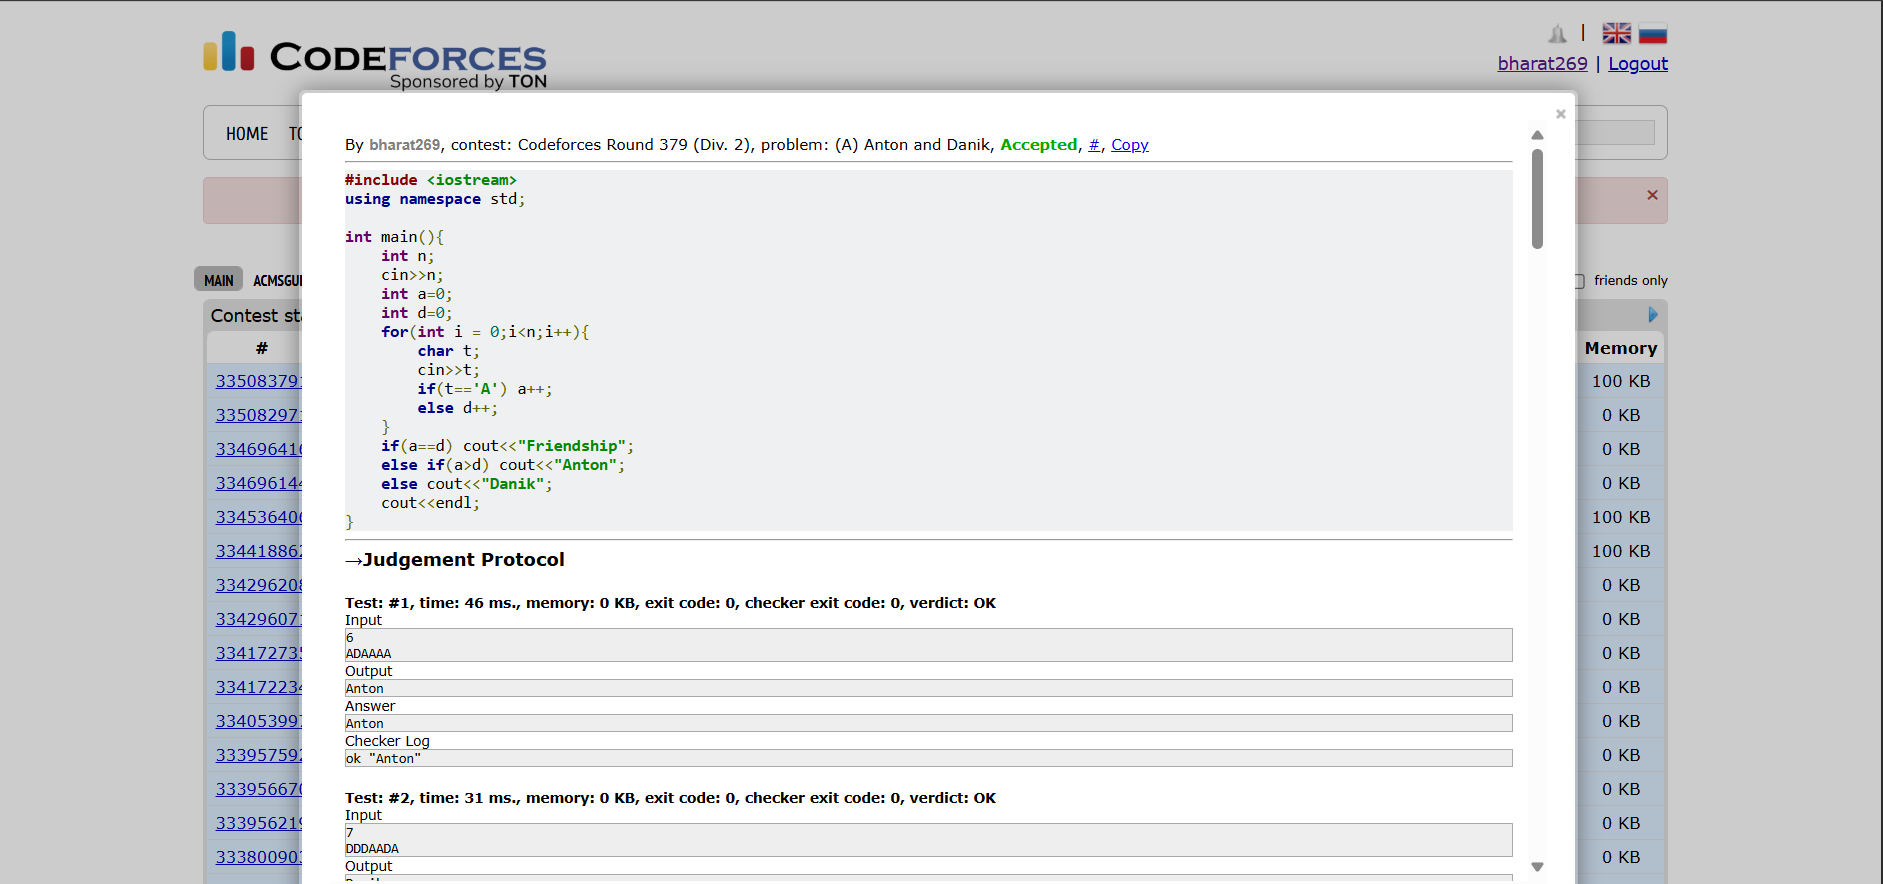 CODEFORCES
Sponsored by TON
|
bharat269 | Logout
HOME
×
By bharat269, contest: Codeforces Round 379 (Div. 2), problem: (A) Anton and Danik, Accepted, #, Copy
#include <iostream>
using namespace std;
int main(){
    int n;
    cin>>n;
    int a=0;
    int d=0;
    for(int i = 0;i<n;i++){
        char t;
        cin>>t;
        if(t=='A') a++;
        else d++;
    }
    if(a==d) cout<<"Friendship";
    else if(a>d) cout<<"Anton";
    else cout<<"Danik";
    cout<<endl;
}
→Judgement Protocol
Test: #1, time: 46 ms., memory: 0 KB, exit code: 0, checker exit code: 0, verdict: OK
Input
6
ADAAAA
Output
Anton
Answer
Anton
Checker Log
ok "Anton"
Test: #2, time: 31 ms., memory: 0 KB, exit code: 0, checker exit code: 0, verdict: OK
Input
7
DDDAADA
Output
×
MAIN
friends only
Contest
#
Memory
33508379
100 KB
33508297
0 KB
33469641
0 KB
33469614
0 KB
33453640
100 KB
33441886
100 KB
33429620
0 KB
33429607
0 KB
33417273
0 KB
33417223
0 KB
33405399
0 KB
33395759
0 KB
33395667
0 KB
33395621
0 KB
33380090
0 KB